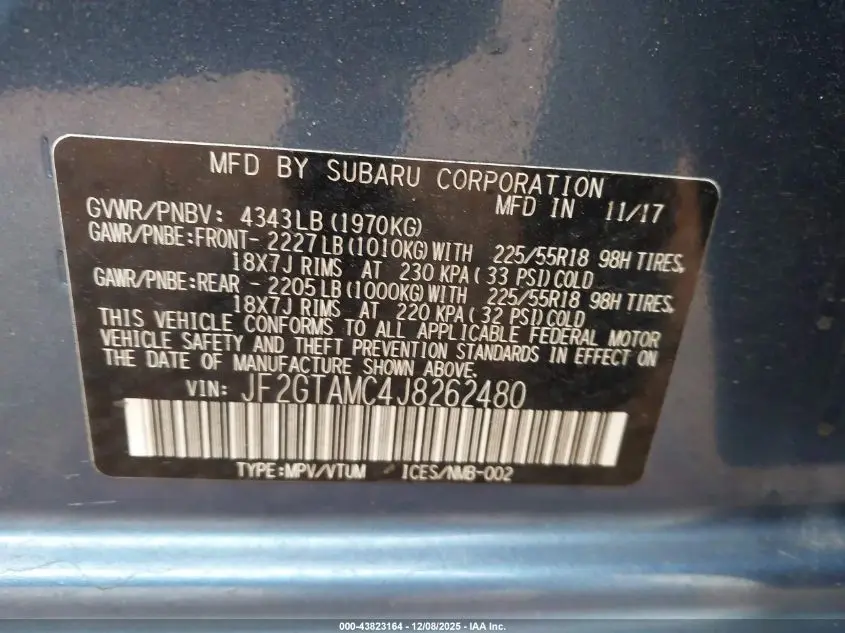 MFD BY SUBARU CORPORATION
MFD IN 11/17
GVWR/PNBV: 4343LB(1970KG)
GAWR/PNBE:FRONT- 2227LB(1010KG)WITH 225/55R18 98H TIRES,
18X7J RIMS AT 230 KPA( 33 PSI)COLD
GAWR/PNBE:REAR - 2205LB(1000KG)WITH 225/55R18 98H TIRES,
18X7J RIMS AT 220 KPA( 32 PSI)COLD
THIS VEHICLE CONFORMS TO ALL APPLICABLE FEDERAL MOTOR
VEHICLE SAFETY AND THEFT PREVENTION STANDARDS IN EFFECT ON
THE DATE OF MANUFACTURE SHOWN ABOVE.
VIN: JF2GTAMC4J8262480
TYPE:MPV/VTUM ICES/NMB-002
000-43823164 - 12/08/2025 - IAA Inc.